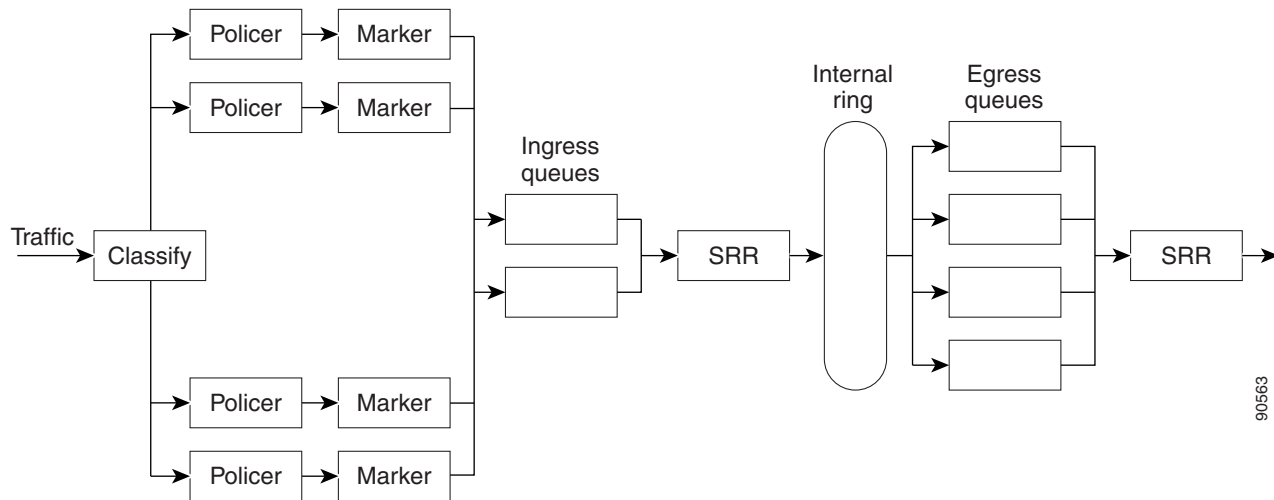 Policer
Marker
Policer
Marker
Internal
ring
Egress
queues
Ingress
queues
Traffic
Classify
SRR
SRR
Policer
Marker
Policer
Marker
90563